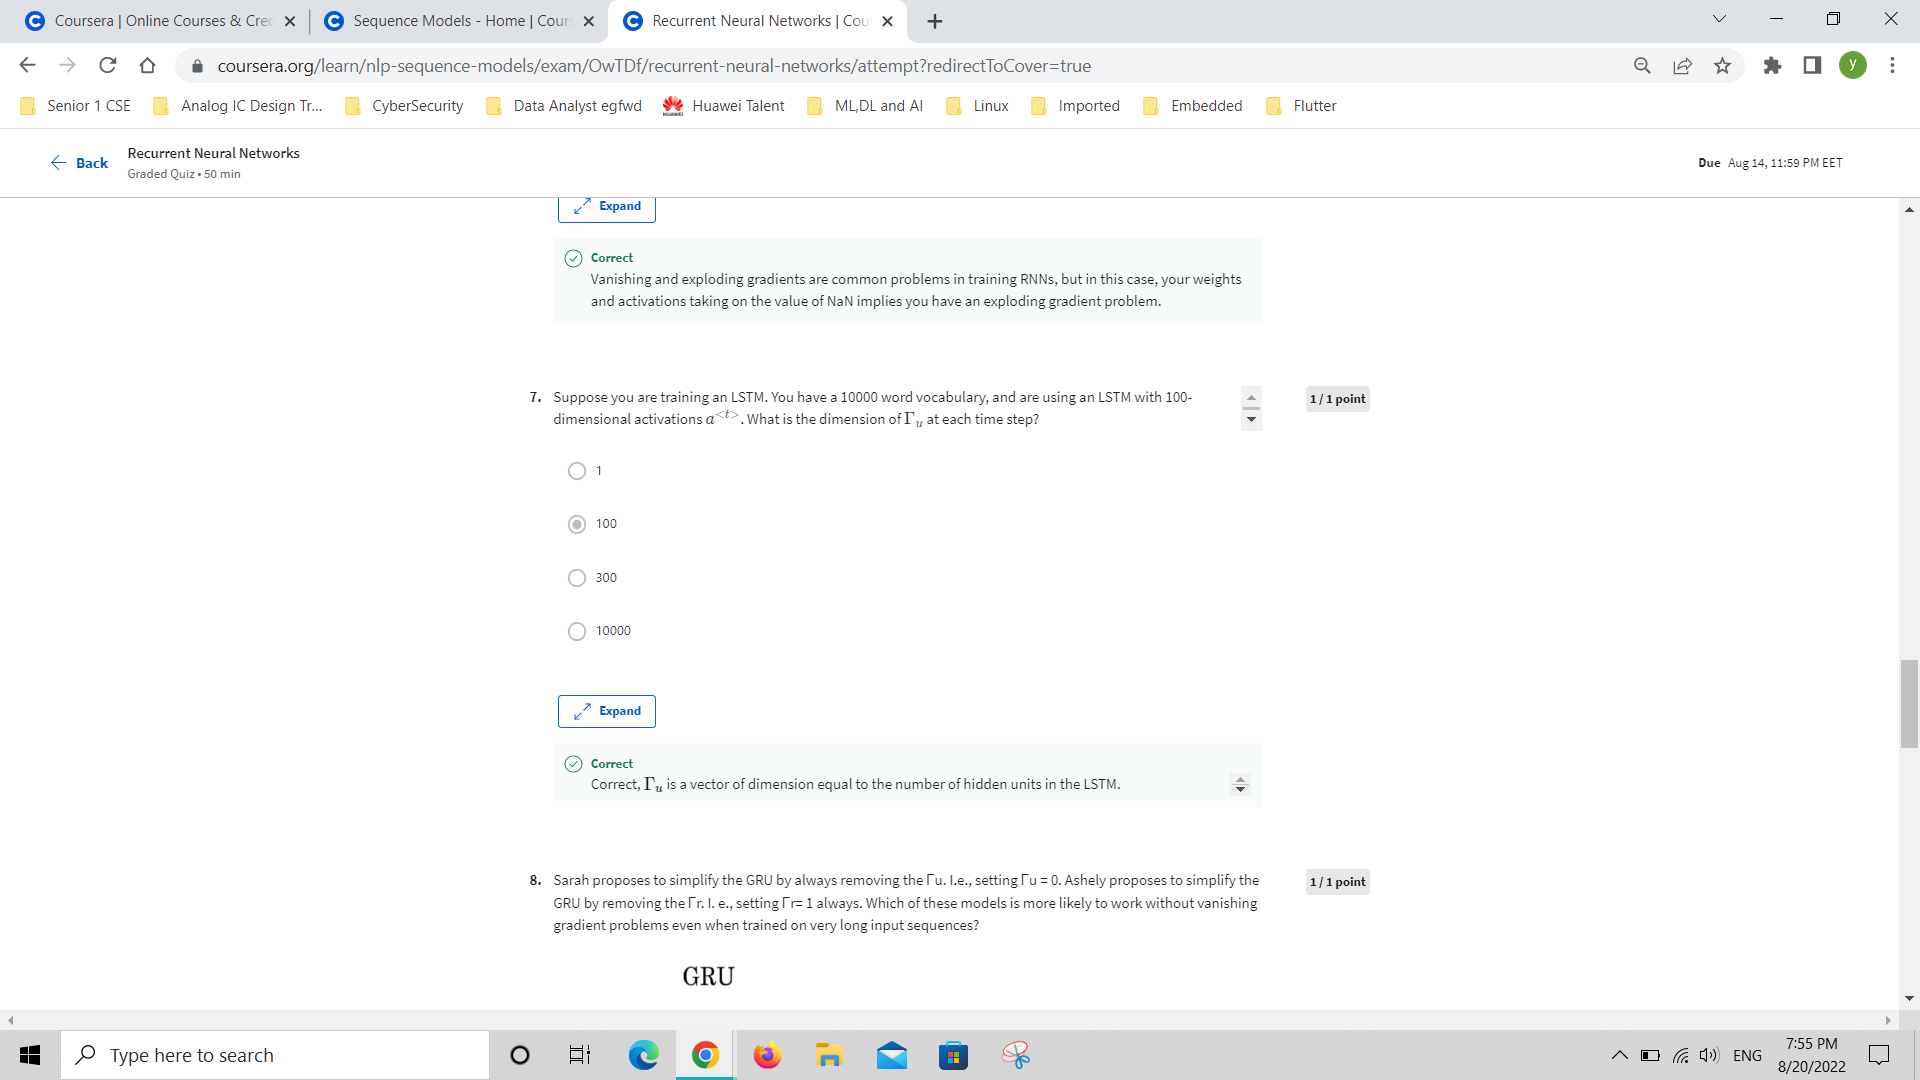 Coursera | Online Courses & Cre
Sequence Models - Home | Cour
Recurrent Neural Networks | Cou
coursera.org/learn/nlp-sequence-models/exam/OwTDf/recurrent-neural-networks/attempt?redirectToCover=true
y
Senior 1 CSE
Analog IC Design Tr...
CyberSecurity
Data Analyst egfwd
Huawei Talent
ML,DL and AI
Linux
Imported
Embedded
Flutter
Back
Recurrent Neural Networks
Graded Quiz • 50 min
Due Aug 14, 11:59 PM EET
Expand
Correct
Vanishing and exploding gradients are common problems in training RNNs, but in this case, your weights
and activations taking on the value of NaN implies you have an exploding gradient problem.
7. Suppose you are training an LSTM. You have a 10000 word vocabulary, and are using an LSTM with 100-
dimensional activations a^{<t>}. What is the dimension of Γ_u at each time step?
1 / 1 point
1
100
300
10000
Expand
Correct
Correct, Γ_u is a vector of dimension equal to the number of hidden units in the LSTM.
8. Sarah proposes to simplify the GRU by always removing the Γu. I.e., setting Γu = 0. Ashely proposes to simplify the
GRU by removing the Γr. I. e., setting Γr= 1 always. Which of these models is more likely to work without vanishing
gradient problems even when trained on very long input sequences?
1 / 1 point
GRU
Type here to search
ENG
7:55 PM
8/20/2022